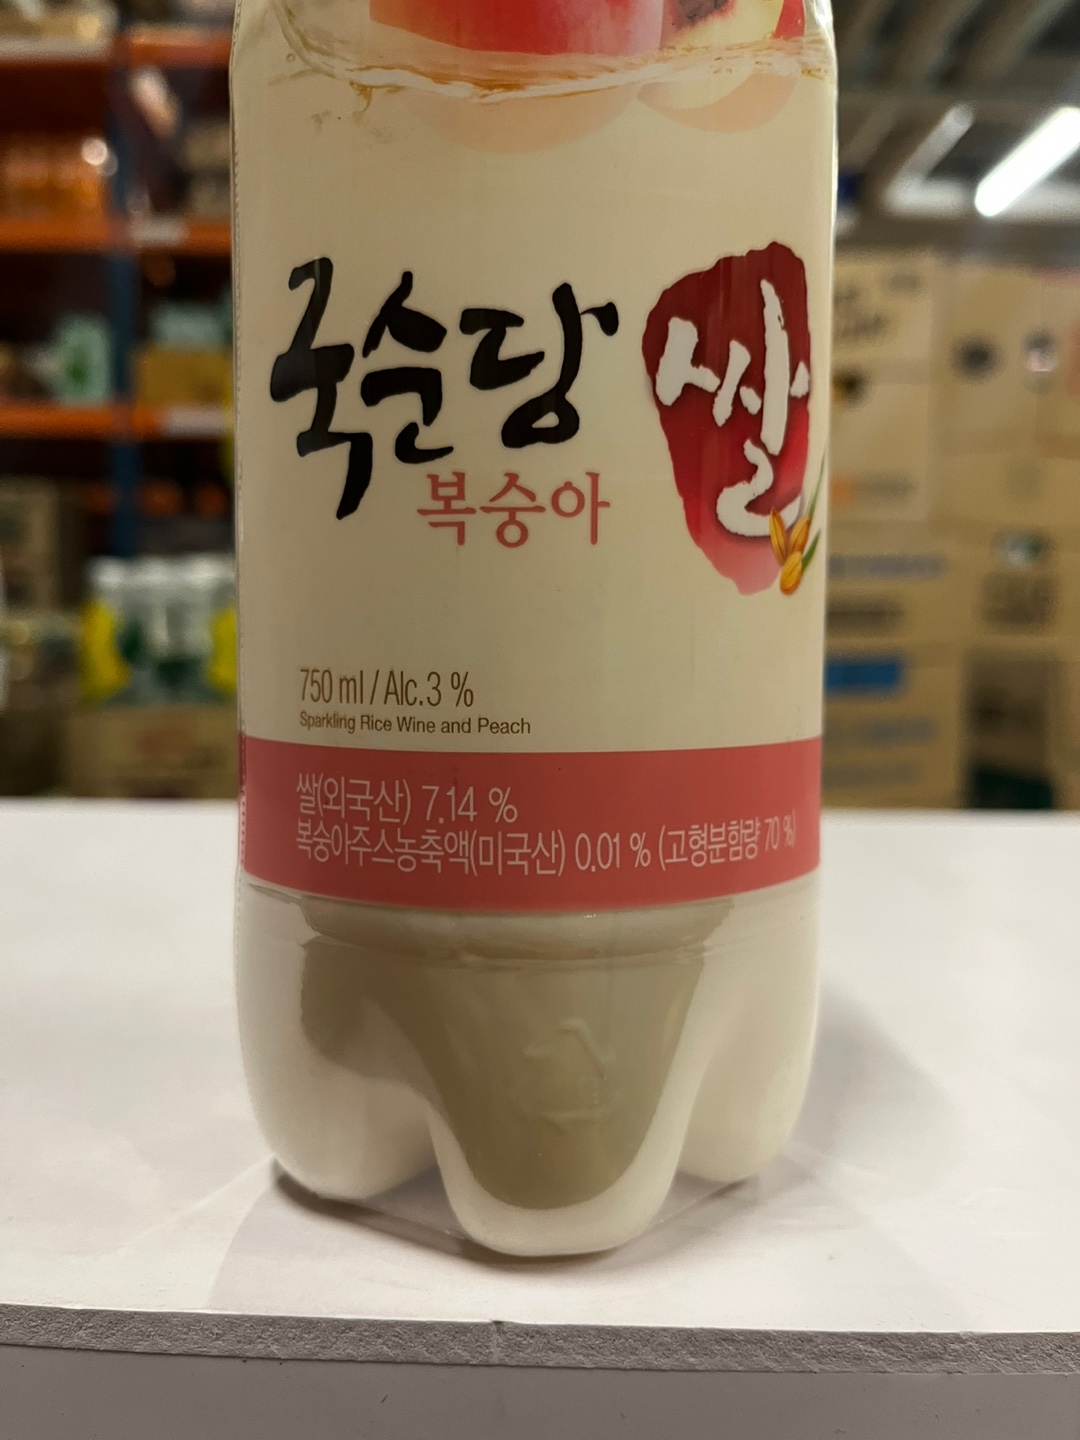 국순당 쌀
복숭아
750 ml / Alc.3 %
Sparkling Rice Wine and Peach
쌀(외국산) 7.14 %
복숭아주스농축액(미국산) 0.01 % (고형분함량 70 %)